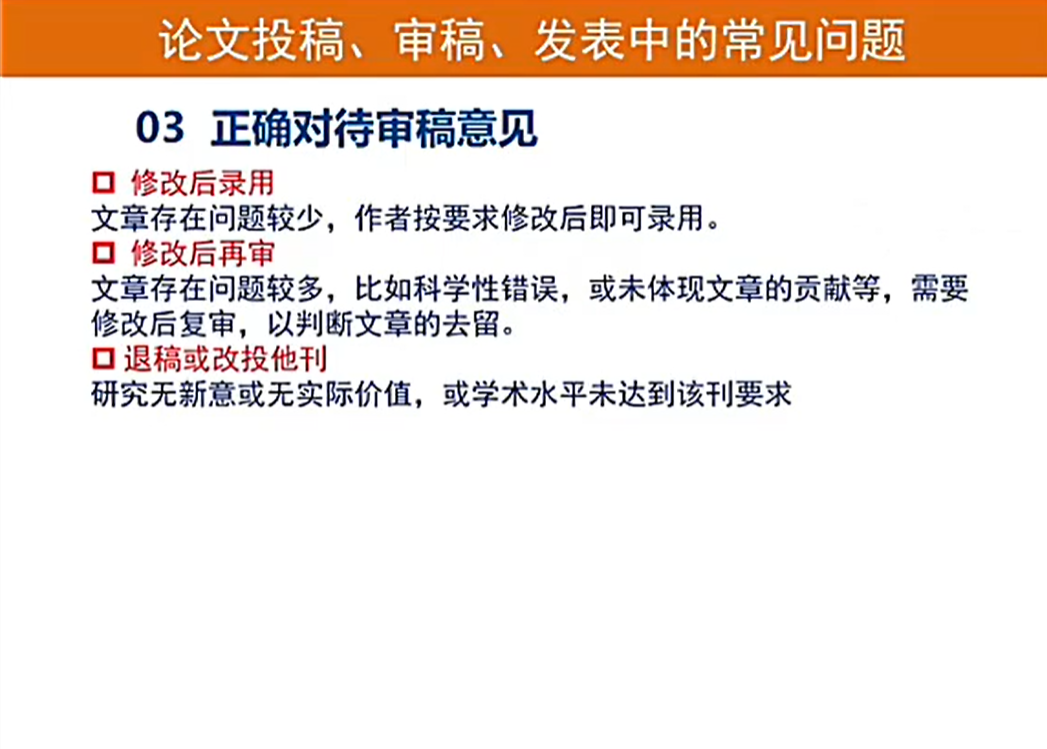 论文投稿、审稿、发表中的常见问题
03 正确对待审稿意见
修改后录用
文章存在问题较少，作者按要求修改后即可录用。
修改后再审
文章存在问题较多，比如科学性错误，或未体现文章的贡献等，需要
修改后复审，以判断文章的去留。
退稿或改投他刊
研究无新意或无实际价值，或学术水平未达到该刊要求